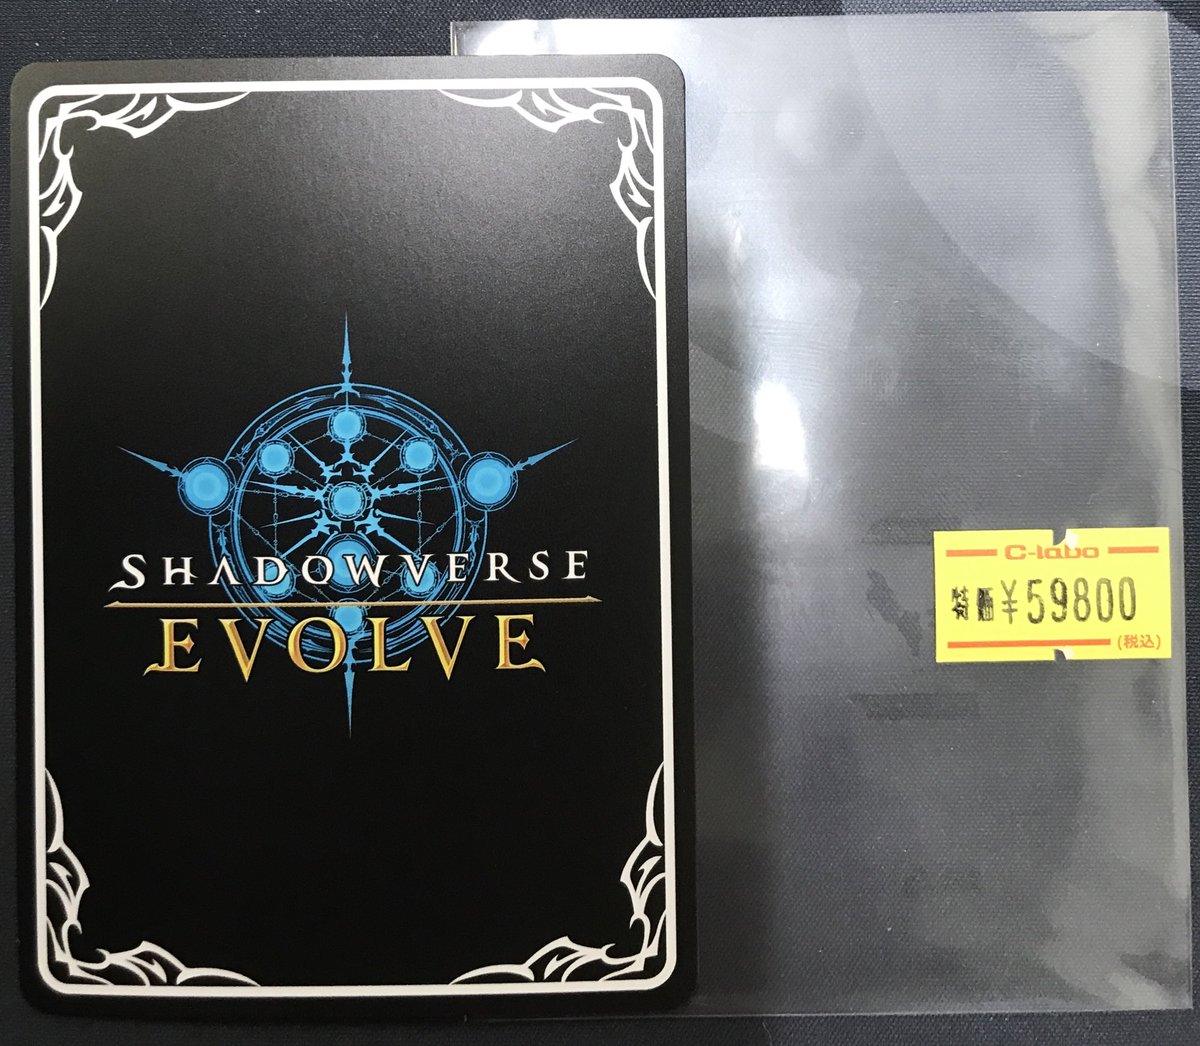 SHADOWVERSE
EVOLVE
C-labo
特価¥59800
(税込)